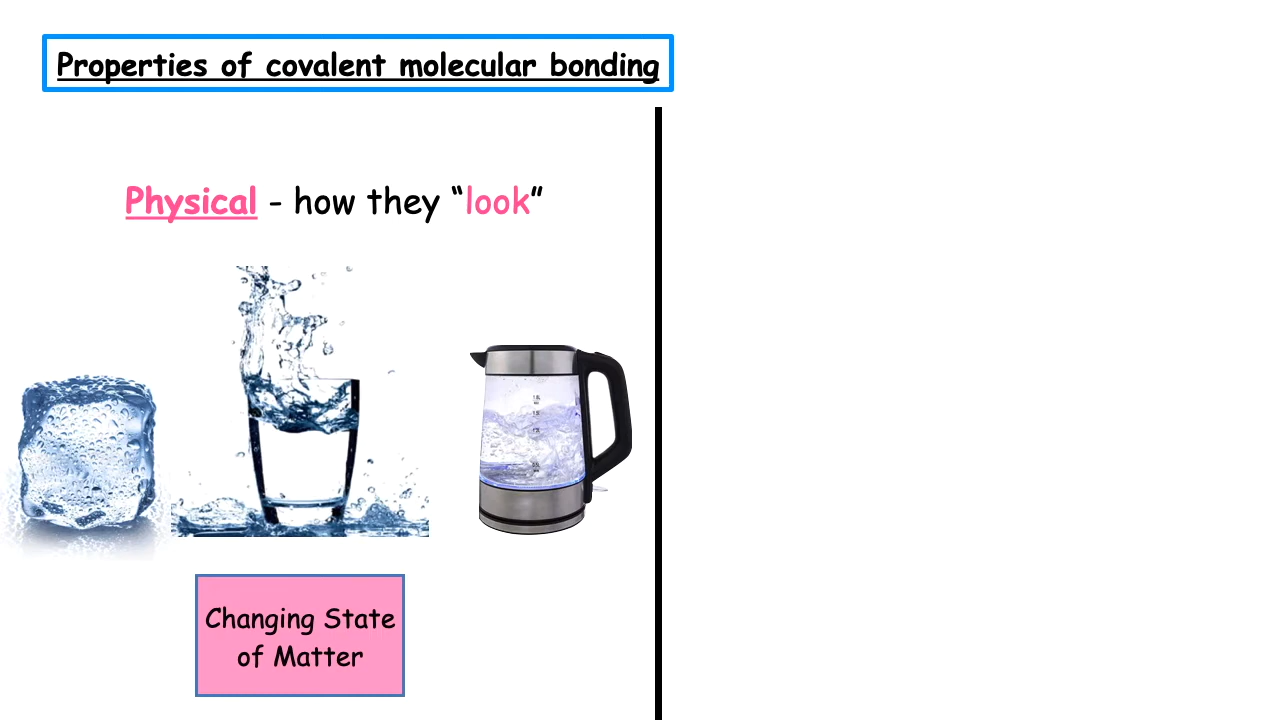 Properties of covalent molecular bonding
Physical - how they “look”
Changing State
of Matter